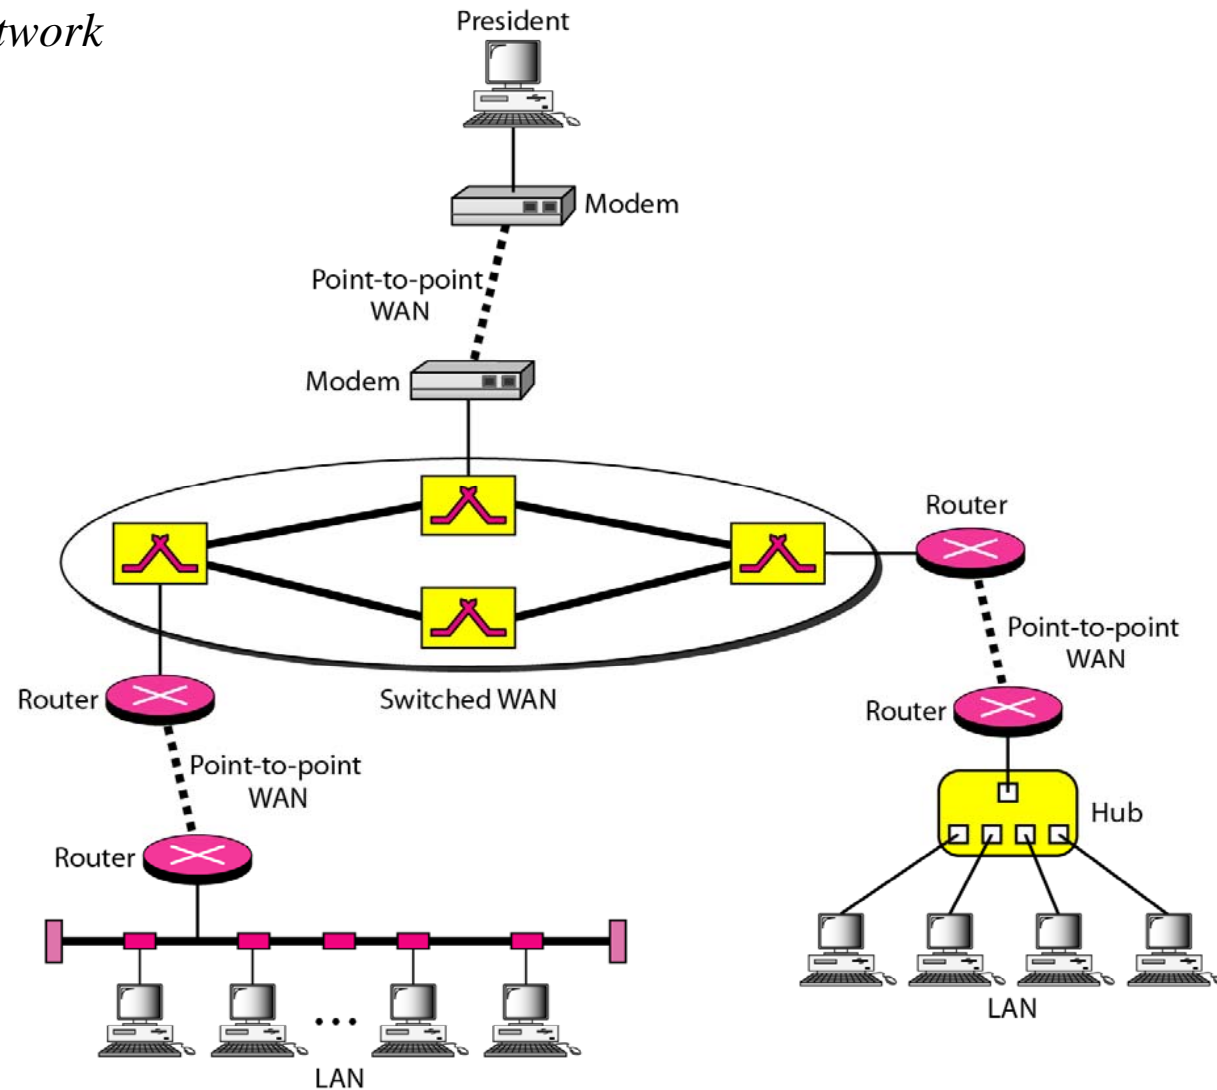 President
Modem
Point-to-point
WAN
Modem
Router
Point-to-point
WAN
Router
Switched WAN
Router
Point-to-point
WAN
Hub
Router
LAN
LAN